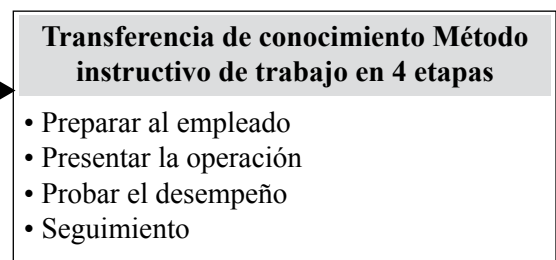 Transferencia de conocimiento Método
instructivo de trabajo en 4 etapas
• Preparar al empleado
• Presentar la operación
• Probar el desempeño
• Seguimiento